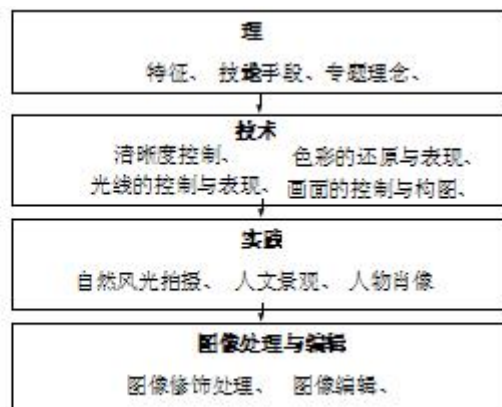 理
特征、 技 手段、专题理念、
技术
清晰度控制、 色彩的还原与表现、
光线的控制与表现、 画面的控制与构图、
实践
自然风光拍摄、 人文景观、 人物肖像
图像处理与编辑
图像修饰处理、 图像编辑、